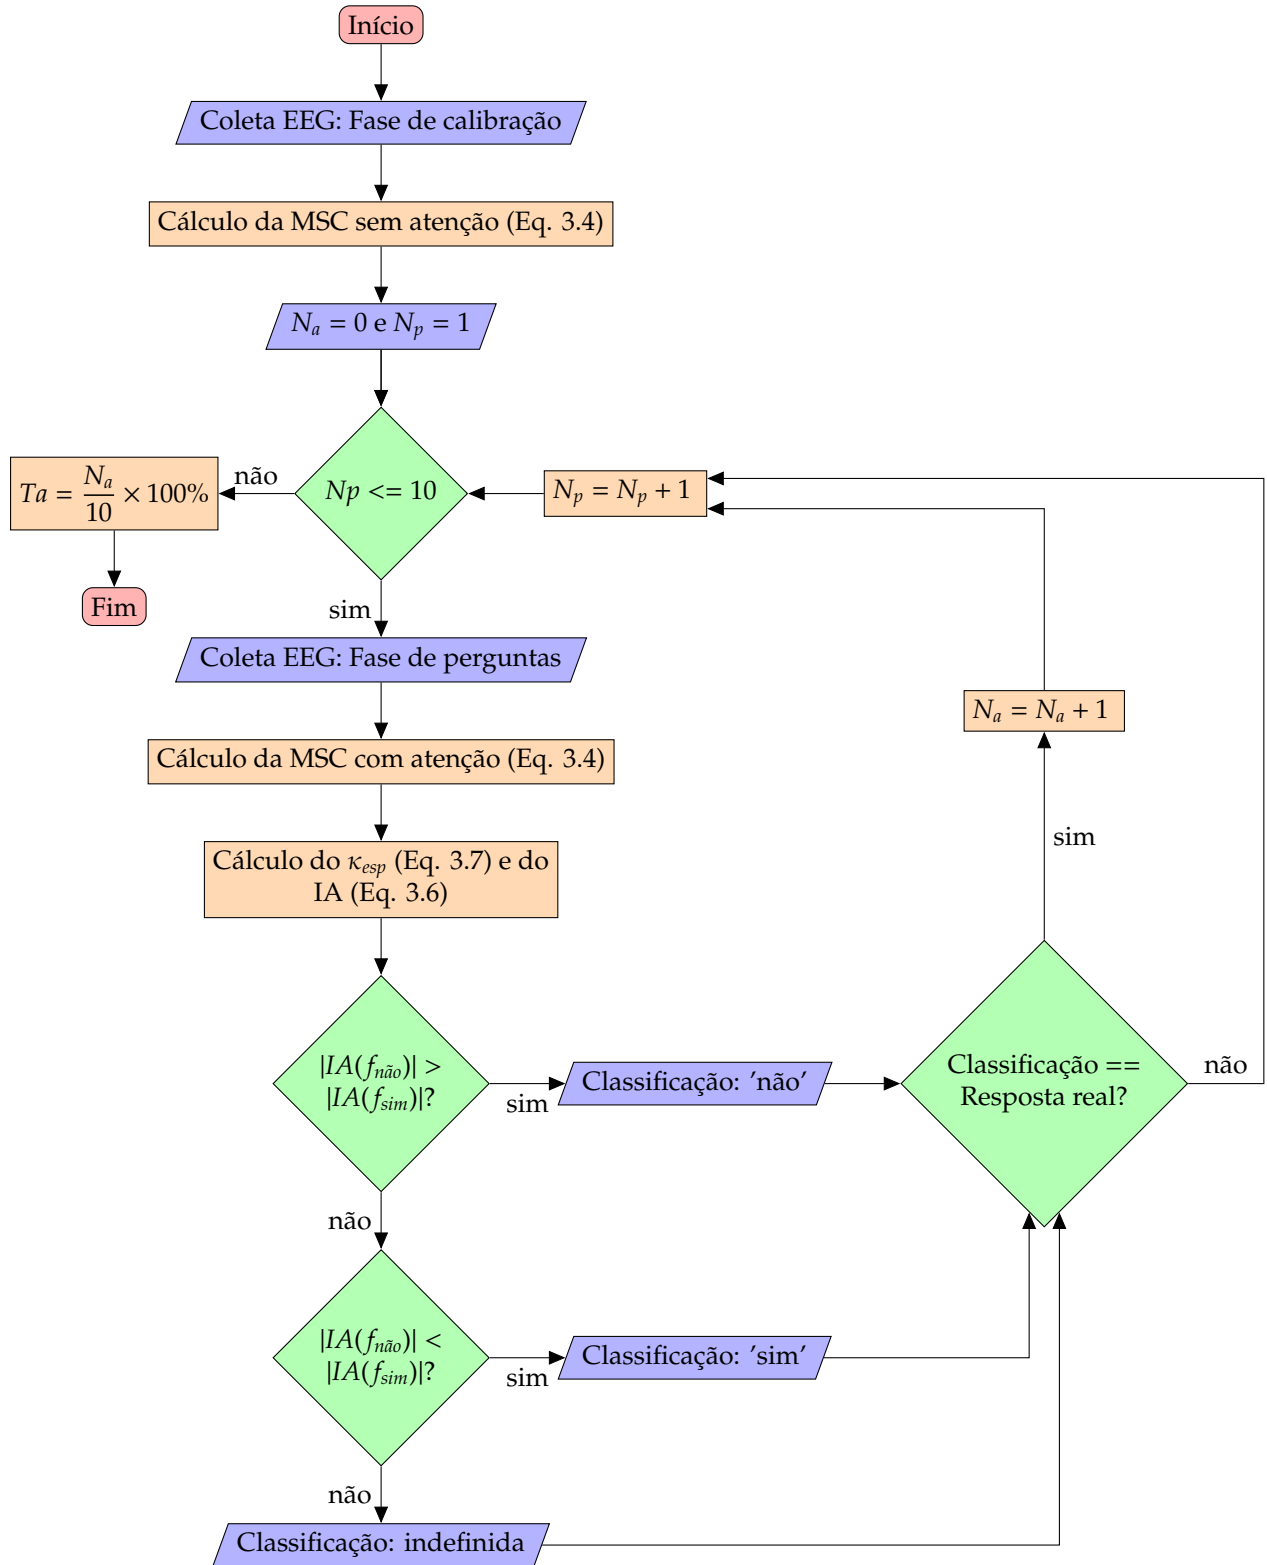 Início
Coleta EEG: Fase de calibração
Cálculo da MSC sem atenção (Eq. 3.4)
N_a = 0 e N_p = 1
Np <= 10
não
Ta = N_a/10 × 100%
Fim
N_p = N_p + 1
sim
Coleta EEG: Fase de perguntas
Cálculo da MSC com atenção (Eq. 3.4)
Cálculo do κ_esp (Eq. 3.7) e do
IA (Eq. 3.6)
N_a = N_a + 1
sim
|IA(f_não)| >
|IA(f_sim)|?
sim
Classificação: ’não’
Classificação ==
Resposta real?
não
não
|IA(f_não)| <
|IA(f_sim)|?
sim
Classificação: ’sim’
não
Classificação: indefinida